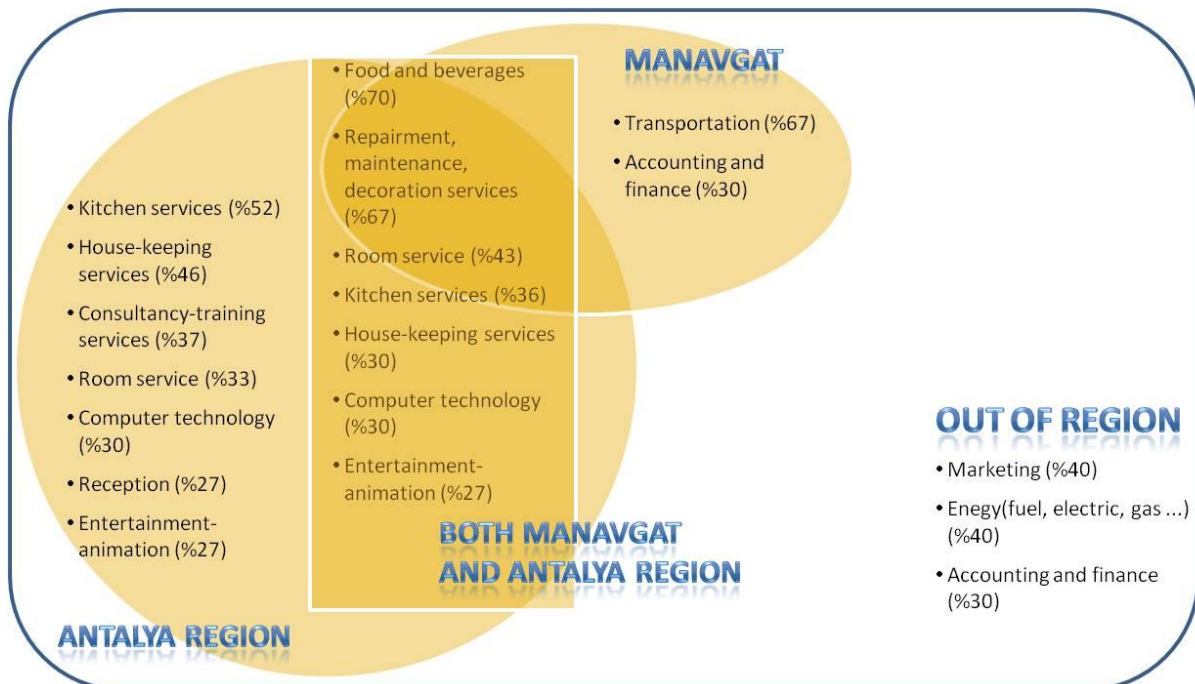 MANAVGAT
• Transportation (%67)
• Accounting and
finance (%30)
• Food and beverages
(%70)
• Repairment,
maintenance,
decoration services
(%67)
• Room service (%43)
• Kitchen services (%36)
• House-keeping services
(%30)
• Computer technology
(%30)
• Entertainment-
animation (%27)
BOTH MANAVGAT
AND ANTALYA REGION
• Kitchen services (%52)
• House-keeping
services (%46)
• Consultancy-training
services (%37)
• Room service (%33)
• Computer technology
(%30)
• Reception (%27)
• Entertainment-
animation (%27)
ANTALYA REGION
OUT OF REGION
• Marketing (%40)
• Enegy(fuel, electric, gas ...)
(%40)
• Accounting and finance
(%30)